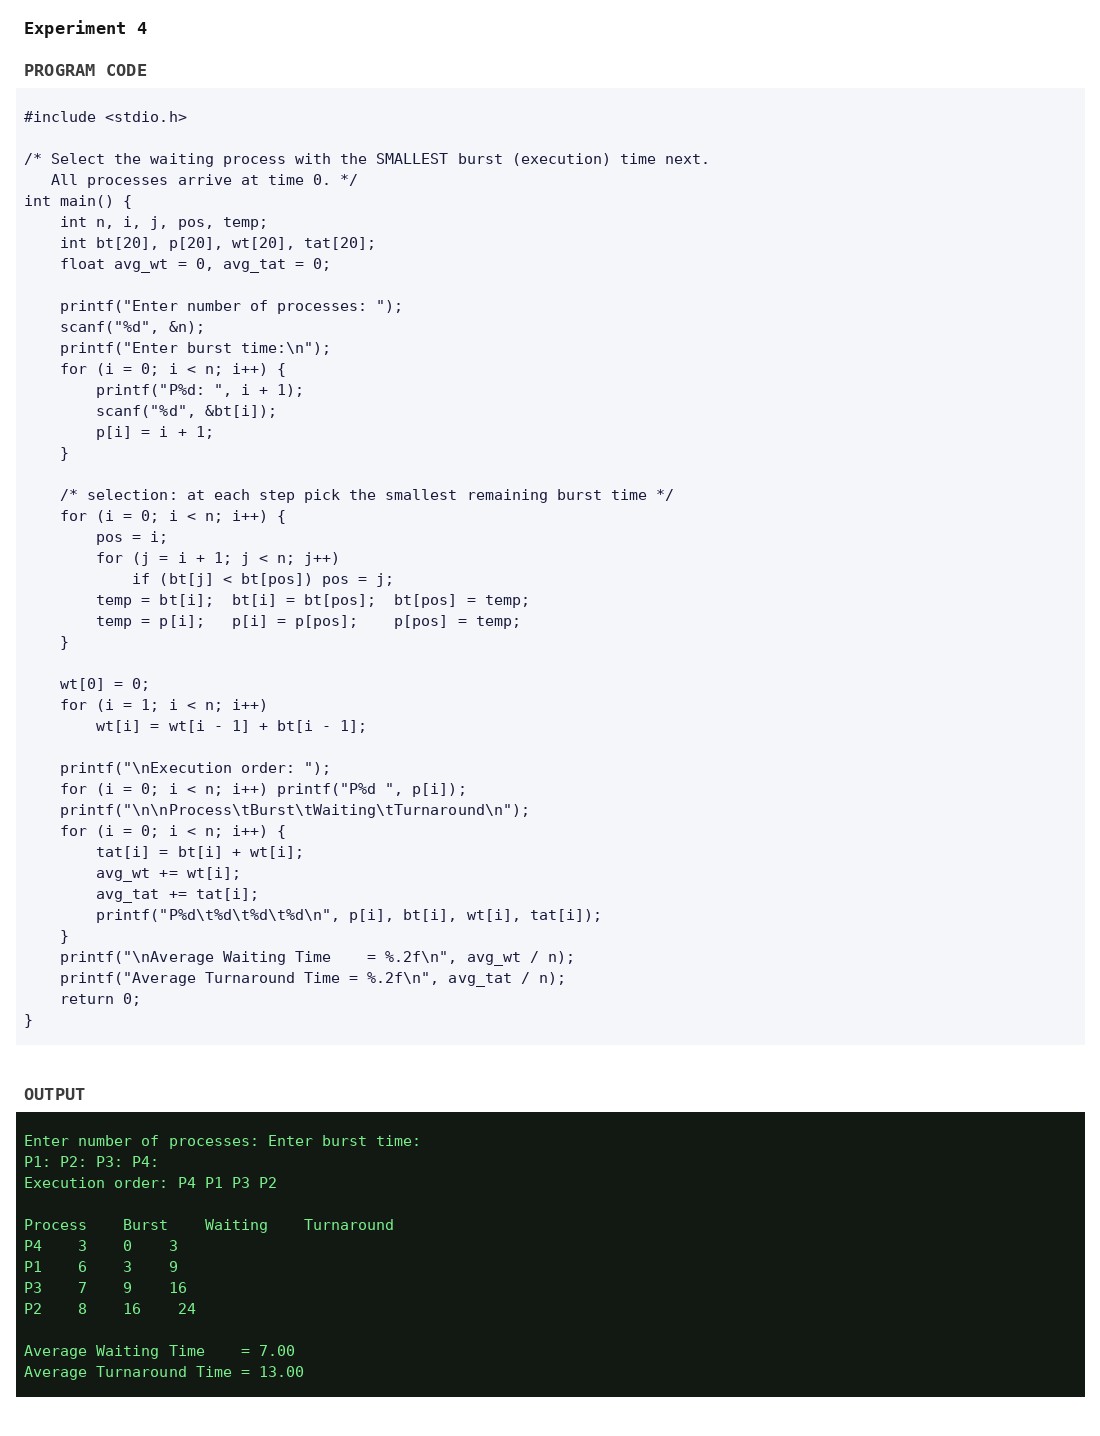 Experiment 4
PROGRAM CODE
#include <stdio.h>
/* Select the waiting process with the SMALLEST burst (execution) time next.
   All processes arrive at time 0. */
int main() {
    int n, i, j, pos, temp;
    int bt[20], p[20], wt[20], tat[20];
    float avg_wt = 0, avg_tat = 0;
    printf("Enter number of processes: ");
    scanf("%d", &n);
    printf("Enter burst time:\n");
    for (i = 0; i < n; i++) {
        printf("P%d: ", i + 1);
        scanf("%d", &bt[i]);
        p[i] = i + 1;
    }
    /* selection: at each step pick the smallest remaining burst time */
    for (i = 0; i < n; i++) {
        pos = i;
        for (j = i + 1; j < n; j++)
            if (bt[j] < bt[pos]) pos = j;
        temp = bt[i];  bt[i] = bt[pos];  bt[pos] = temp;
        temp = p[i];   p[i] = p[pos];    p[pos] = temp;
    }
    wt[0] = 0;
    for (i = 1; i < n; i++)
        wt[i] = wt[i - 1] + bt[i - 1];
    printf("\nExecution order: ");
    for (i = 0; i < n; i++) printf("P%d ", p[i]);
    printf("\n\nProcess\tBurst\tWaiting\tTurnaround\n");
    for (i = 0; i < n; i++) {
        tat[i] = bt[i] + wt[i];
        avg_wt += wt[i];
        avg_tat += tat[i];
        printf("P%d\t%d\t%d\t%d\n", p[i], bt[i], wt[i], tat[i]);
    }
    printf("\nAverage Waiting Time    = %.2f\n", avg_wt / n);
    printf("Average Turnaround Time = %.2f\n", avg_tat / n);
    return 0;
}
OUTPUT
Enter number of processes: Enter burst time:
P1: P2: P3: P4:
Execution order: P4 P1 P3 P2
Process    Burst    Waiting    Turnaround
P4    3    0    3
P1    6    3    9
P3    7    9    16
P2    8    16    24
Average Waiting Time    = 7.00
Average Turnaround Time = 13.00